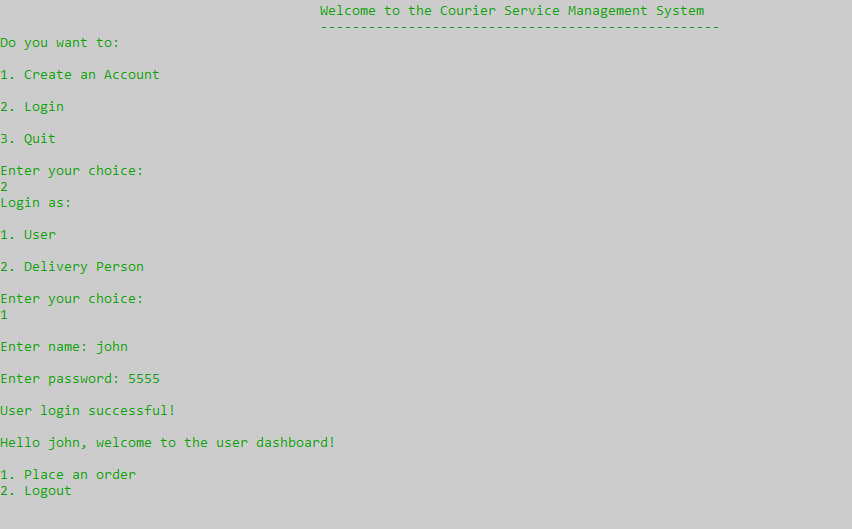 Welcome to the Courier Service Management System
--------------------------------------------------
Do you want to:
1. Create an Account
2. Login
3. Quit
Enter your choice:
2
Login as:
1. User
2. Delivery Person
Enter your choice:
1
Enter name: john
Enter password: 5555
User login successful!
Hello john, welcome to the user dashboard!
1. Place an order
2. Logout